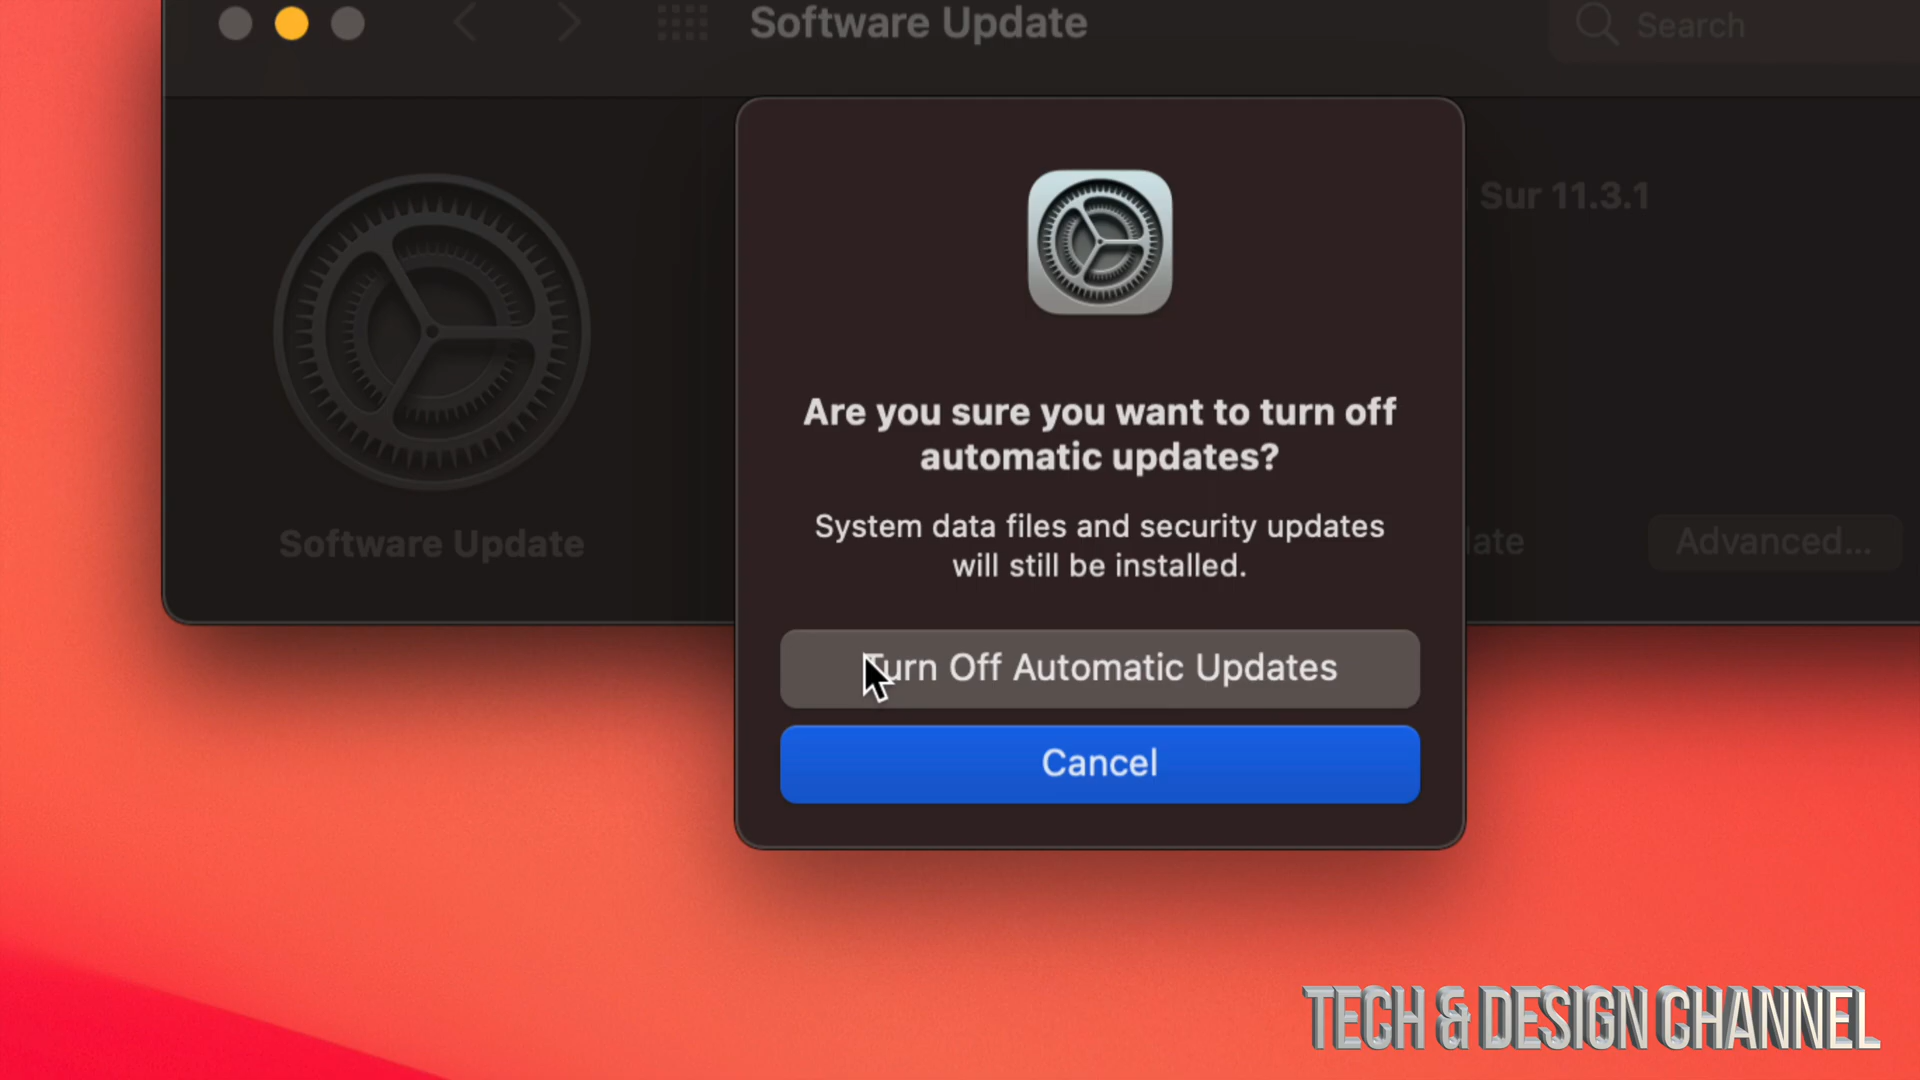 Software Update
Search
Sur 11.3.1
Are you sure you want to turn off
automatic updates?
System data files and security updates
will still be installed.
Software Update
Advanced...
Turn Off Automatic Updates
Cancel
TECH & DESIGN CHANNEL